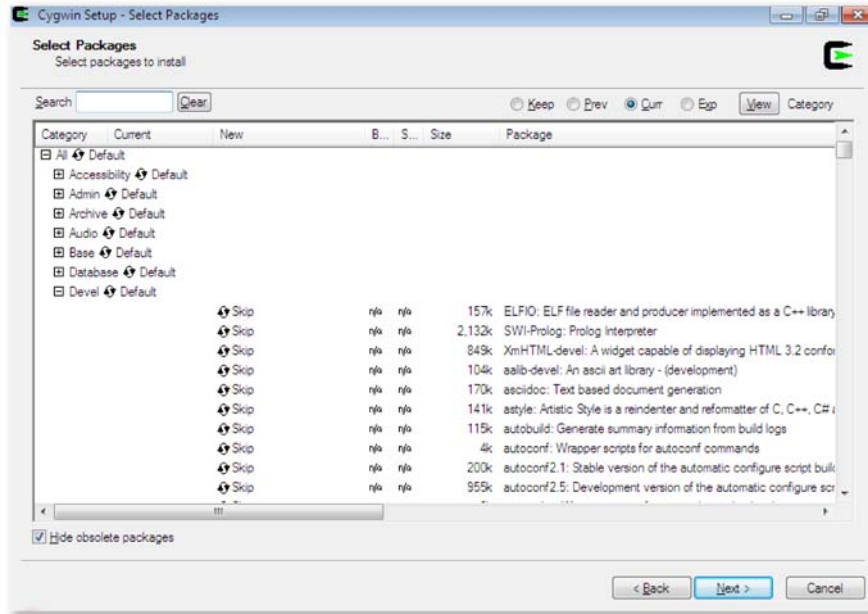 Cygwin Setup - Select Packages
Select Packages
Select packages to install
Search Clear Keep Prev Curr Exp View Category
Category Current New B... S... Size Package
All Default
Accessibility Default
Admin Default
Archive Default
Audio Default
Base Default
Database Default
Devel Default
Skip n/a n/a 157k ELFIO: ELF file reader and producer implemented as a C++ library
Skip n/a n/a 2,132k SWI-Prolog: Prolog Interpreter
Skip n/a n/a 849k XmHTML-devel: A widget capable of displaying HTML 3.2 confor
Skip n/a n/a 104k aalib-devel: An ascii art library - (development)
Skip n/a n/a 170k asciidoc: Text based document generation
Skip n/a n/a 141k astyle: Artistic Style is a reindenter and reformatter of C, C++, C#
Skip n/a n/a 115k autobuild: Generate summary information from build logs
Skip n/a n/a 4k autoconf: Wrapper scripts for autoconf commands
Skip n/a n/a 200k autoconf2.1: Stable version of the automatic configure script build
Skip n/a n/a 955k autoconf2.5: Development version of the automatic configure scr
Hide obsolete packages
< Back Next > Cancel